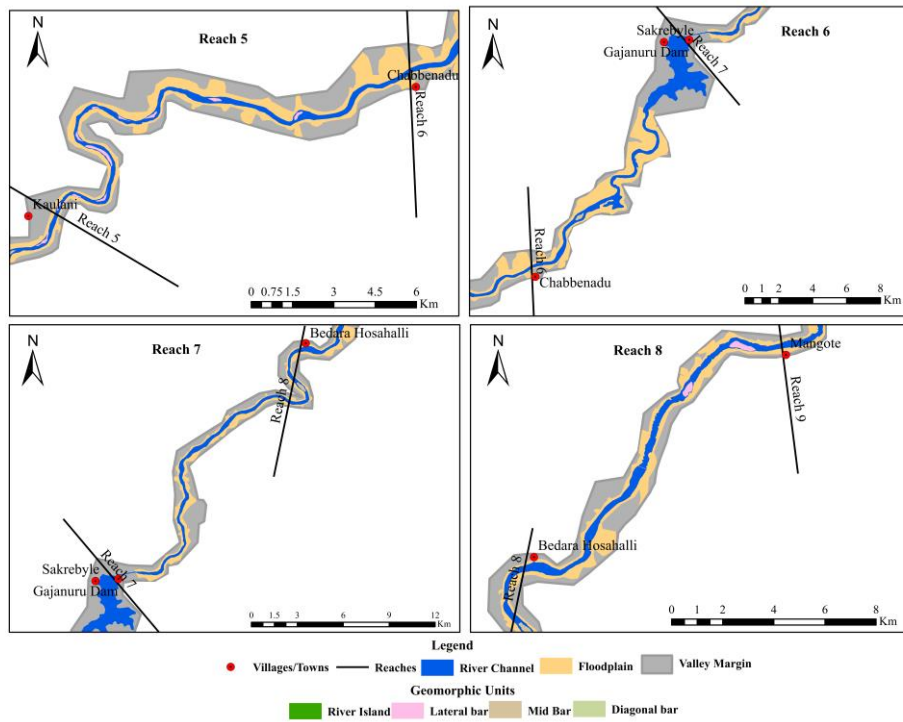 N
Reach 5
Chabbenadu
Reach 6
Kaulani
Reach 5
0 0.75 1.5 3 4.5 6
Km
N
Reach 6
Sakrebyle
Gajanuru Dam
Reach 7
Reach 6
Chabbenadu
0 1 2 4 6 8
Km
N
Reach 7
Bedara Hosahalli
Reach 8
Sakrebyle
Gajanuru Dam
Reach 7
0 1.5 3 6 9 12
Km
N
Reach 8
Mangote
Reach 9
Bedara Hosahalli
Reach 8
0 1 2 4 6 8
Km
Legend
Villages/Towns Reaches River Channel Floodplain Valley Margin
Geomorphic Units
River Island Lateral bar Mid Bar Diagonal bar